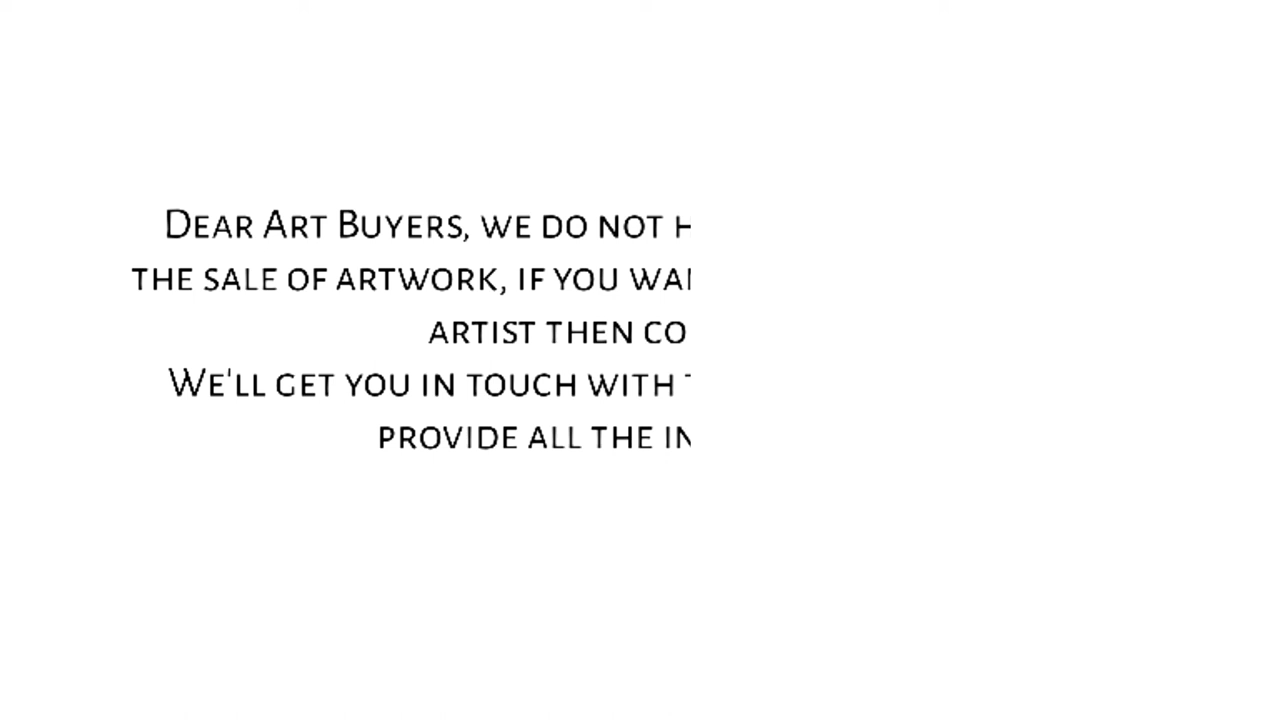 Dear Art Buyers, we do not
the sale of artwork, if you
artist then
We'll get you in touch with
provide all the